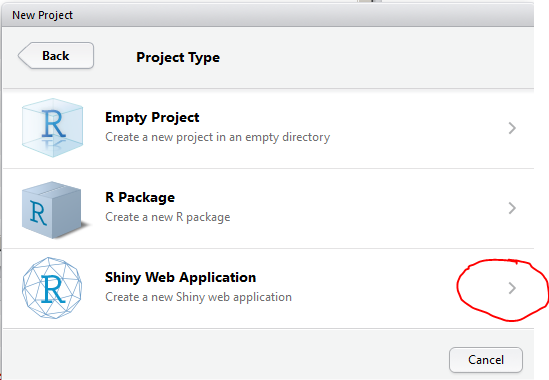 New Project
Back
Project Type
R
Empty Project
Create a new project in an empty directory
R
R Package
Create a new R package
R
Shiny Web Application
Create a new Shiny web application
Cancel